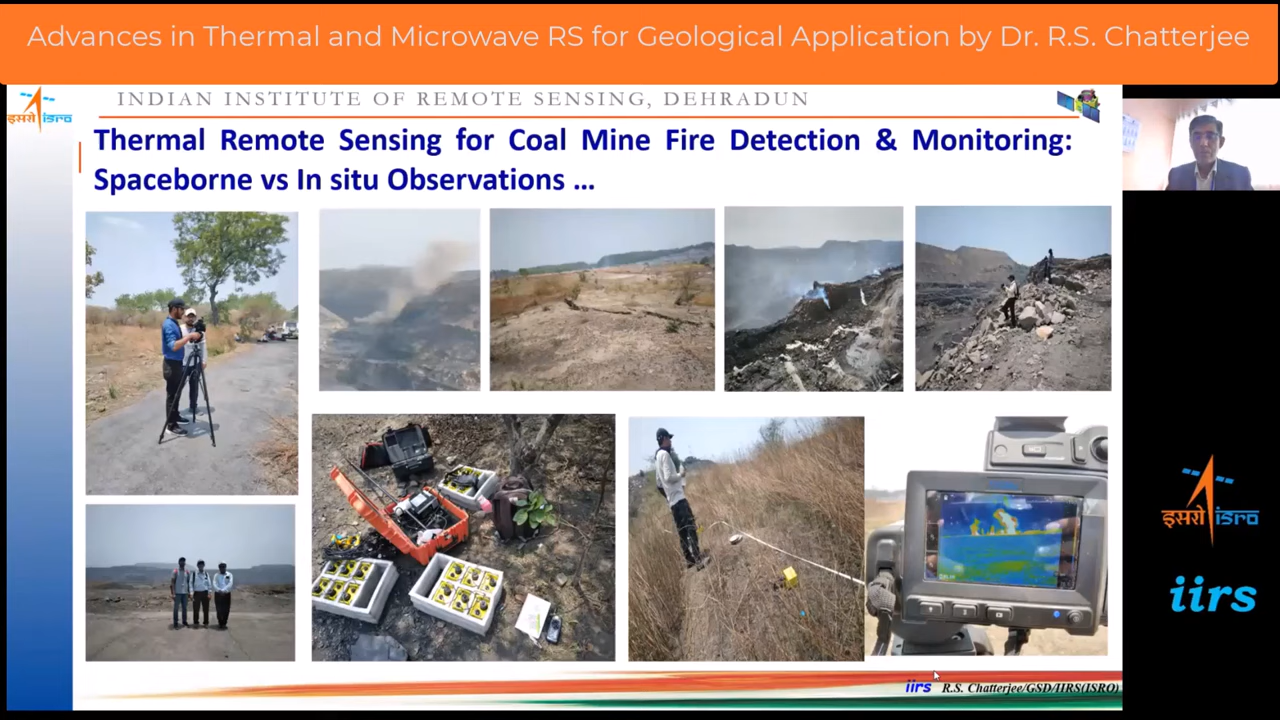 Advances in Thermal and Microwave RS for Geological Application by Dr. R.S. Chatterjee
INDIAN INSTITUTE OF REMOTE SENSING, DEHRADUN
इसरो isro
Thermal Remote Sensing for Coal Mine Fire Detection & Monitoring:
Spaceborne vs In situ Observations ...
इसरो isro
iirs
iirs R.S. Chatterjee/GSD/IIRS(ISRO)